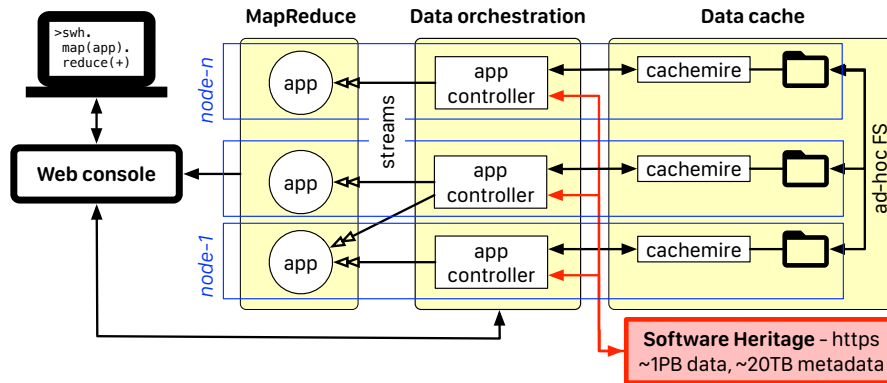 MapReduce
Data orchestration
Data cache
>swh.
map(app).
reduce(+)
node-n
app
streams
app
controller
cachemire
ad-hoc FS
Web console
app
app
controller
cachemire
node-1
app
app
controller
cachemire
Software Heritage - https
~1PB data, ~20TB metadata